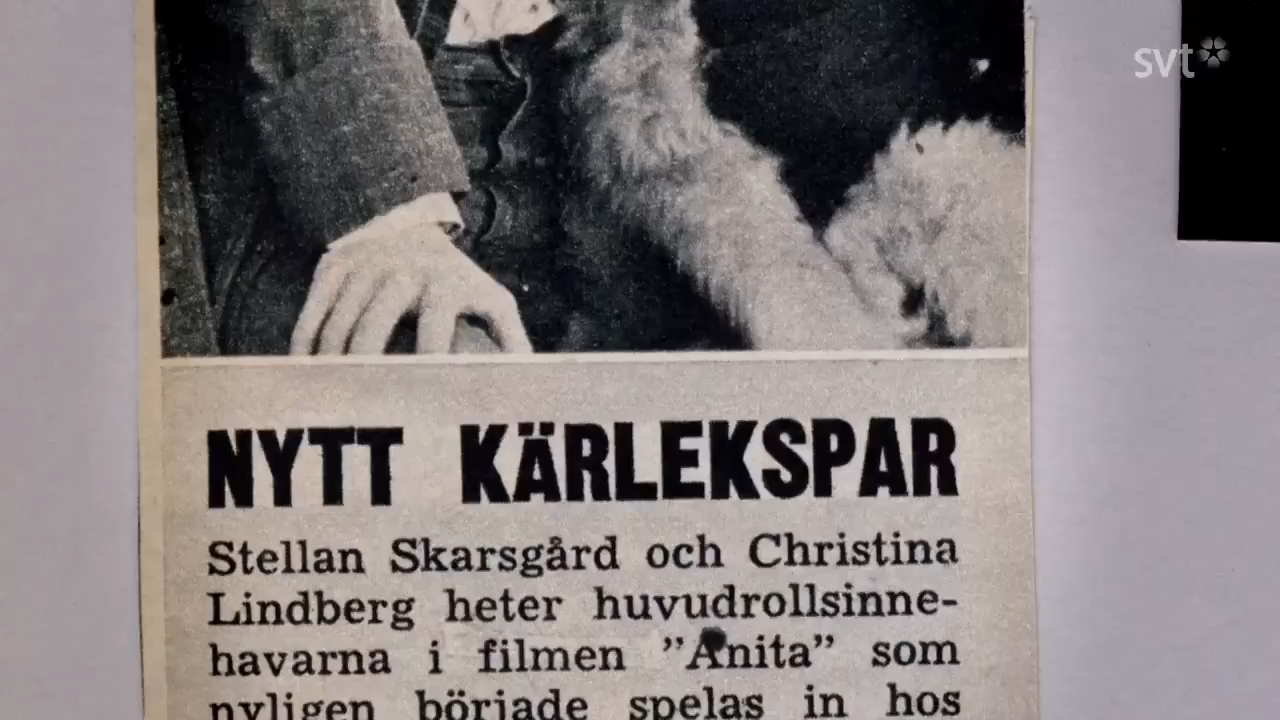 svt
NYTT KÄRLEKSPAR
Stellan Skarsgård och Christina
Lindberg heter huvudrollsinne-
havarna i filmen ”Anita” som
nyligen började spelas in hos